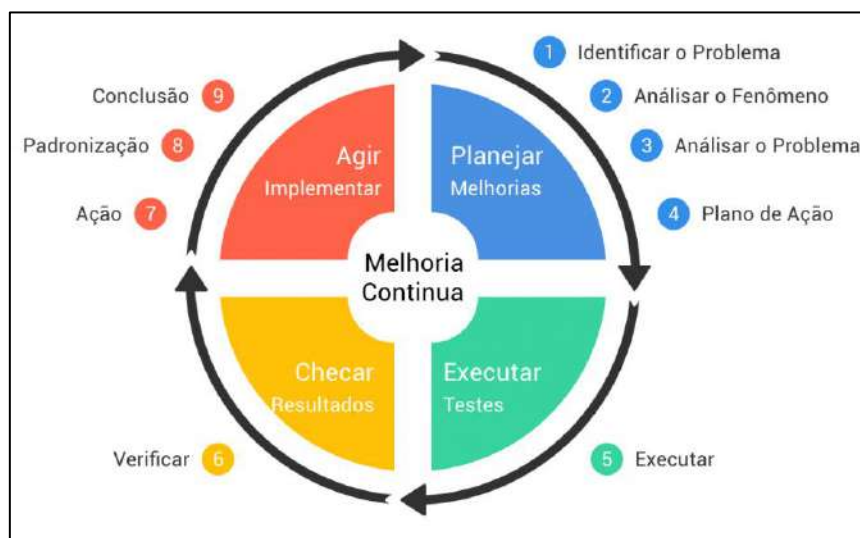 1 Identificar o Problema
2 Análisar o Fenômeno
3 Análisar o Problema
4 Plano de Ação
5 Executar
6 Verificar
7 Ação
8 Padronização
9 Conclusão
Planejar
Melhorias
Executar
Testes
Checar
Resultados
Agir
Implementar
Melhoria
Continua